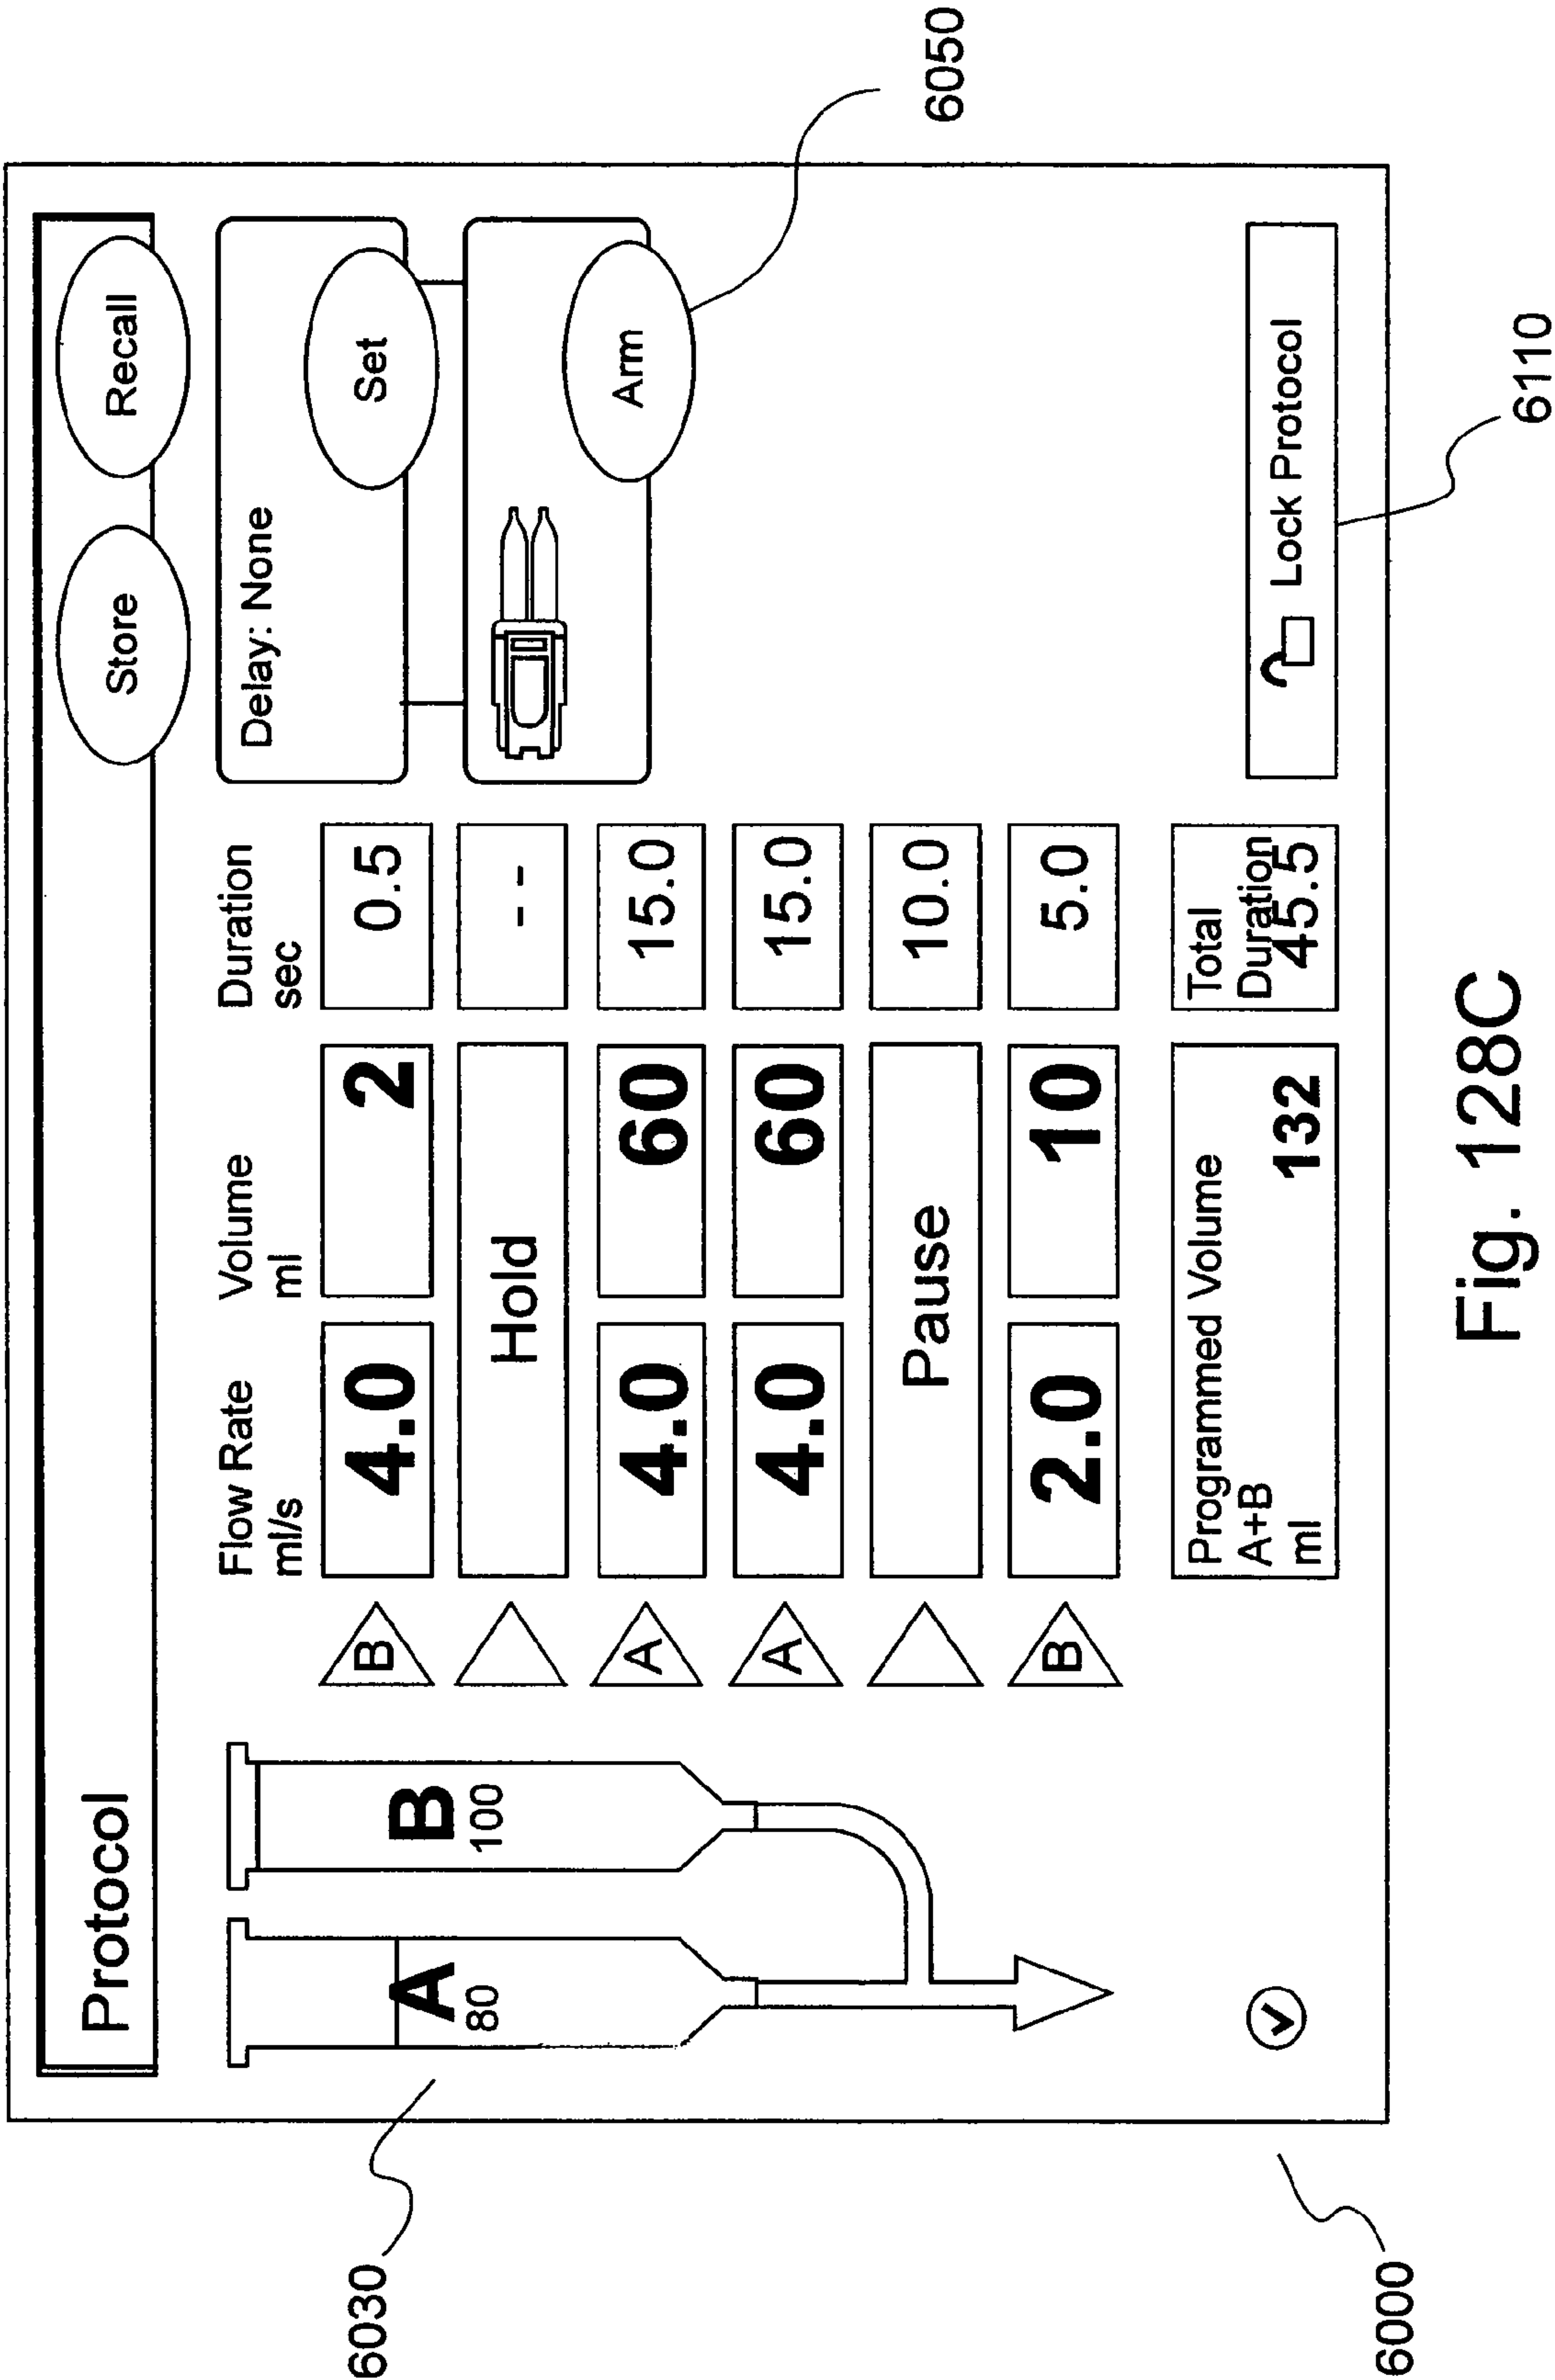 Protocol
Store
Recall
A
80
B
100
Flow Rate
ml/s
Volume
ml
Duration
sec
B
4.0
2
0.5
Hold
- -
A
4.0
60
15.0
A
4.0
60
15.0
Pause
10.0
B
2.0
10
5.0
Programmed Volume
A+B
ml
132
Total
Duration
45.5
Delay: None
Set
Arm
Lock Protocol
6030
6000
6050
6110
Fig. 128C